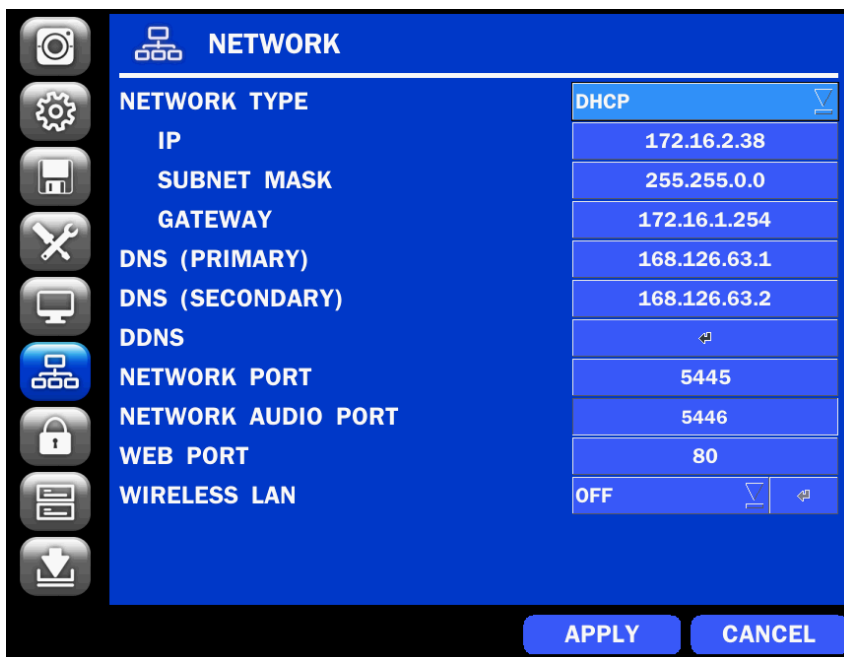 NETWORK
NETWORK TYPE DHCP
IP 172.16.2.38
SUBNET MASK 255.255.0.0
GATEWAY 172.16.1.254
DNS (PRIMARY) 168.126.63.1
DNS (SECONDARY) 168.126.63.2
DDNS
NETWORK PORT 5445
NETWORK AUDIO PORT 5446
WEB PORT 80
WIRELESS LAN OFF
APPLY CANCEL